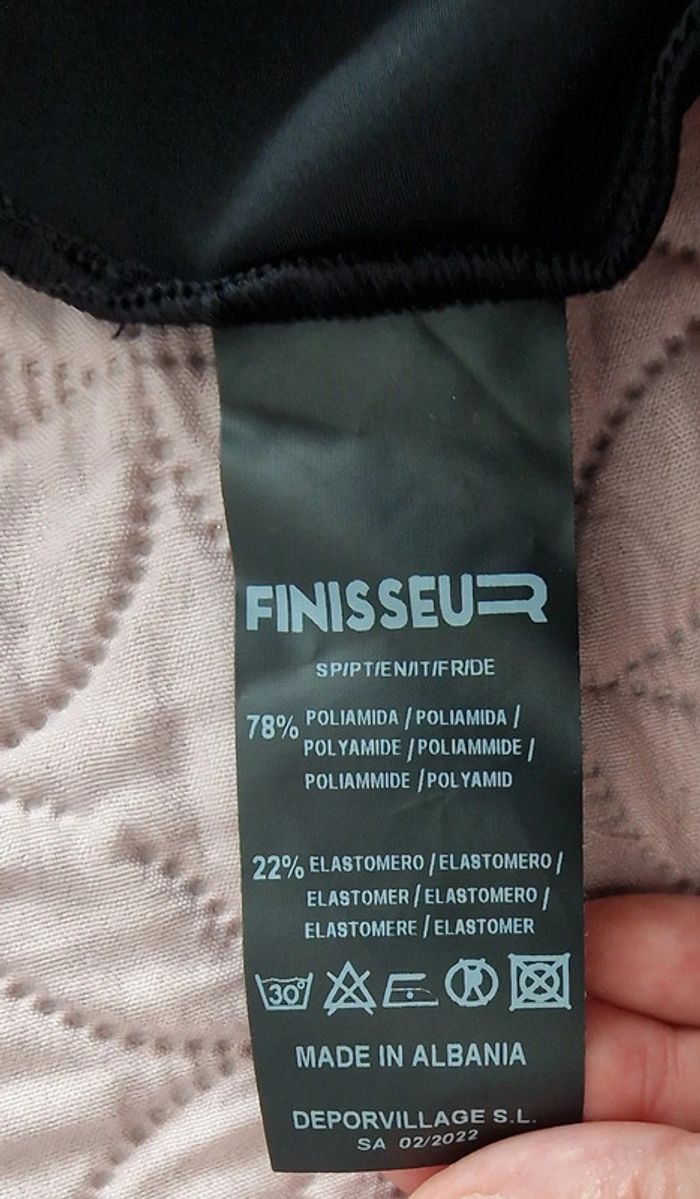 FINISSEUR
SP/PT/EN/IT/FR/DE
78% POLIAMIDA / POLIAMIDA /
POLYAMIDE / POLIAMMIDE /
POLIAMMIDE / POLYAMID
22% ELASTOMERO / ELASTOMERO /
ELASTOMER / ELASTOMERO /
ELASTOMERE / ELASTOMER
30°
MADE IN ALBANIA
DEPORVILLAGE S.L.
SA 02/2022